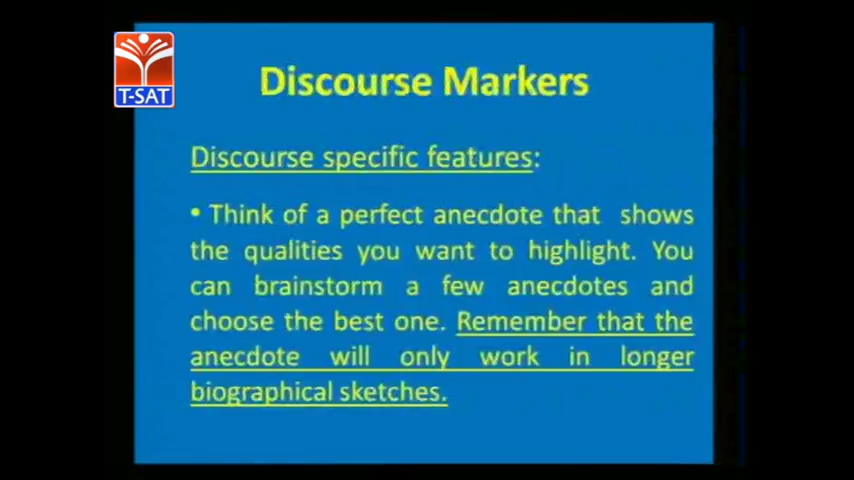 T-SAT
Discourse Markers
Discourse specific features:
• Think of a perfect anecdote that shows
the qualities you want to highlight. You
can brainstorm a few anecdotes and
choose the best one. Remember that the
anecdote will only work in longer
biographical sketches.